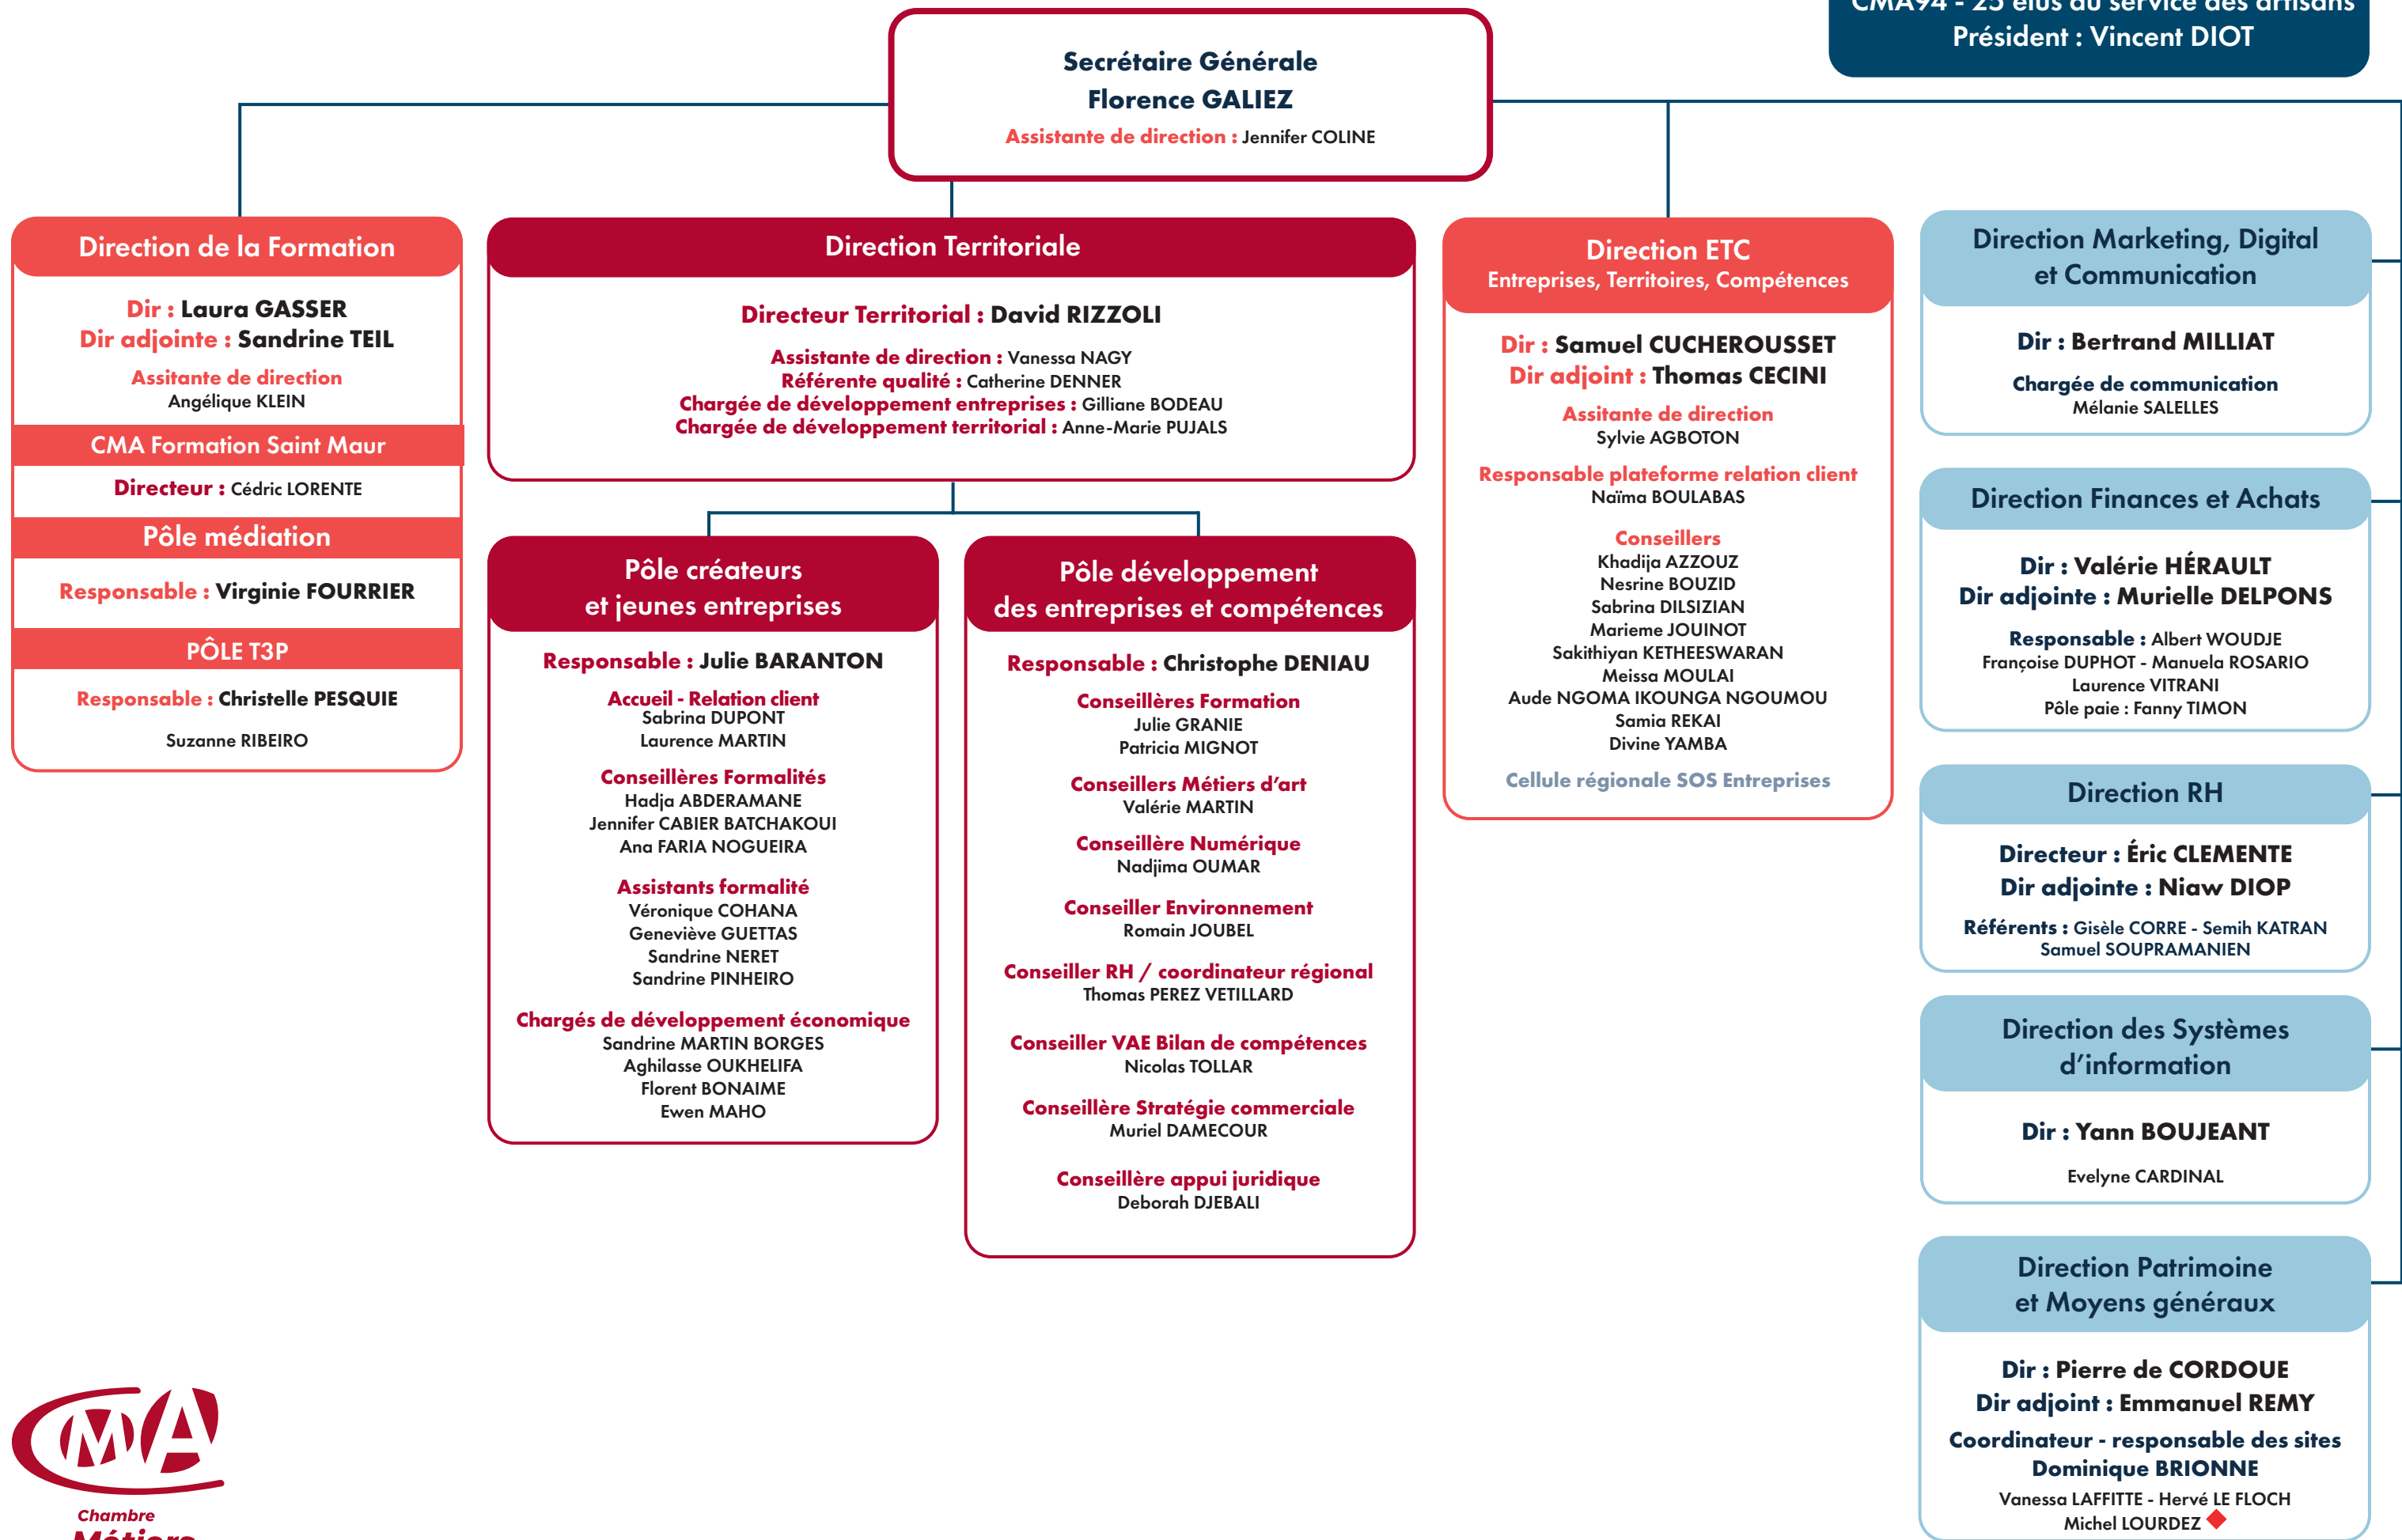 CMA94 - 25 élus au service des artisans
Président : Vincent DIOT
Secrétaire Générale
Florence GALIEZ
Assistante de direction : Jennifer COLINE
Direction de la Formation
Dir : Laura GASSER
Dir adjointe : Sandrine TEIL
Assitante de direction
Angélique KLEIN
CMA Formation Saint Maur
Directeur : Cédric LORENTE
Pôle médiation
Responsable : Virginie FOURRIER
PÔLE T3P
Responsable : Christelle PESQUIE
Suzanne RIBEIRO
Direction Territoriale
Directeur Territorial : David RIZZOLI
Assistante de direction : Vanessa NAGY
Référente qualité : Catherine DENNER
Chargée de développement entreprises : Gilliane BODEAU
Chargée de développement territorial : Anne-Marie PUJALS
Pôle créateurs
et jeunes entreprises
Responsable : Julie BARANTON
Accueil - Relation client
Sabrina DUPONT
Laurence MARTIN
Conseillères Formalités
Hadja ABDERAMANE
Jennifer CABIER BATCHAKOUI
Ana FARIA NOGUEIRA
Assistants formalité
Véronique COHANA
Geneviève GUETTAS
Sandrine NERET
Sandrine PINHEIRO
Chargés de développement économique
Sandrine MARTIN BORGES
Aghilasse OUKHELIFA
Florent BONAIME
Ewen MAHO
Pôle développement
des entreprises et compétences
Responsable : Christophe DENIAU
Conseillères Formation
Julie GRANIE
Patricia MIGNOT
Conseillers Métiers d’art
Valérie MARTIN
Conseillère Numérique
Nadjima OUMAR
Conseiller Environnement
Romain JOUBEL
Conseiller RH / coordinateur régional
Thomas PEREZ VETILLARD
Conseiller VAE Bilan de compétences
Nicolas TOLLAR
Conseillère Stratégie commerciale
Muriel DAMECOUR
Conseillère appui juridique
Deborah DJEBALI
Direction ETC
Entreprises, Territoires, Compétences
Dir : Samuel CUCHEROUSSET
Dir adjoint : Thomas CECINI
Assitante de direction
Sylvie AGBOTON
Responsable plateforme relation client
Naïma BOULABAS
Conseillers
Khadija AZZOUZ
Nesrine BOUZID
Sabrina DILSIZIAN
Marieme JOUINOT
Sakithiyan KETHEESWARAN
Meissa MOULAI
Aude NGOMA IKOUNGA NGOUMOU
Samia REKAI
Divine YAMBA
Cellule régionale SOS Entreprises
Direction Marketing, Digital
et Communication
Dir : Bertrand MILLIAT
Chargée de communication
Mélanie SALELLES
Direction Finances et Achats
Dir : Valérie HÉRAULT
Dir adjointe : Murielle DELPONS
Responsable : Albert WOUDJE
Françoise DUPHOT - Manuela ROSARIO
Laurence VITRANI
Pôle paie : Fanny TIMON
Direction RH
Directeur : Éric CLEMENTE
Dir adjointe : Niaw DIOP
Référents : Gisèle CORRE - Semih KATRAN
Samuel SOUPRAMANIEN
Direction des Systèmes
d’information
Dir : Yann BOUJEANT
Evelyne CARDINAL
Direction Patrimoine
et Moyens généraux
Dir : Pierre de CORDOUE
Dir adjoint : Emmanuel REMY
Coordinateur - responsable des sites
Dominique BRIONNE
Vanessa LAFFITTE - Hervé LE FLOCH
Michel LOURDEZ
CMA
Chambre
Métiers